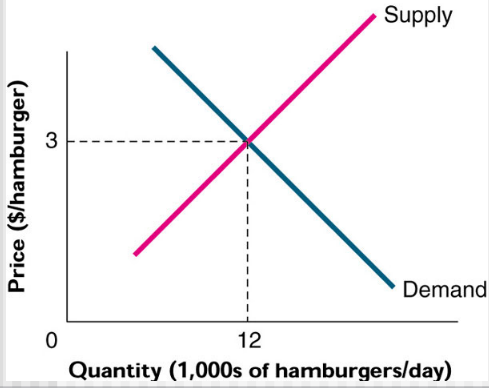 Supply
Price ($/hamburger)
3
Demand
0
12
Quantity (1,000s of hamburgers/day)